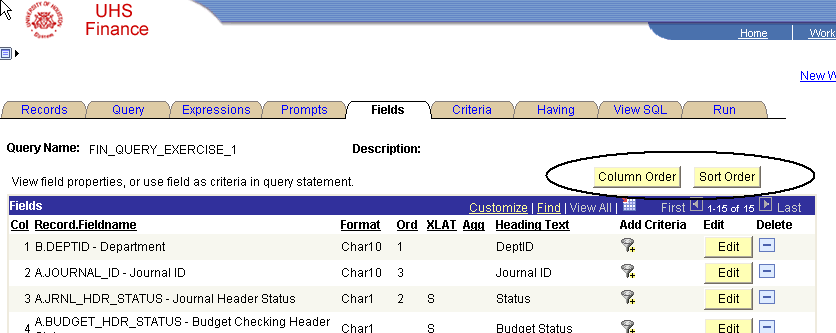 UHS
Finance
Home Work
New W
Records Query Expressions Prompts Fields Criteria Having View SQL Run
Query Name: FIN_QUERY_EXERCISE_1 Description:
View field properties, or use field as criteria in query statement. Column Order Sort Order
Fields Customize | Find | View All | First 1-15 of 15 Last
Col Record.Fieldname Format Ord XLAT Agg Heading Text Add Criteria Edit Delete
1 B.DEPTID - Department Char10 1 DeptID Edit
2 A.JOURNAL_ID - Journal ID Char10 3 Journal ID Edit
3 A.JRNL_HDR_STATUS - Journal Header Status Char1 2 S Status Edit
4 A.BUDGET_HDR_STATUS - Budget Checking Header Char1 S Budget Status Edit